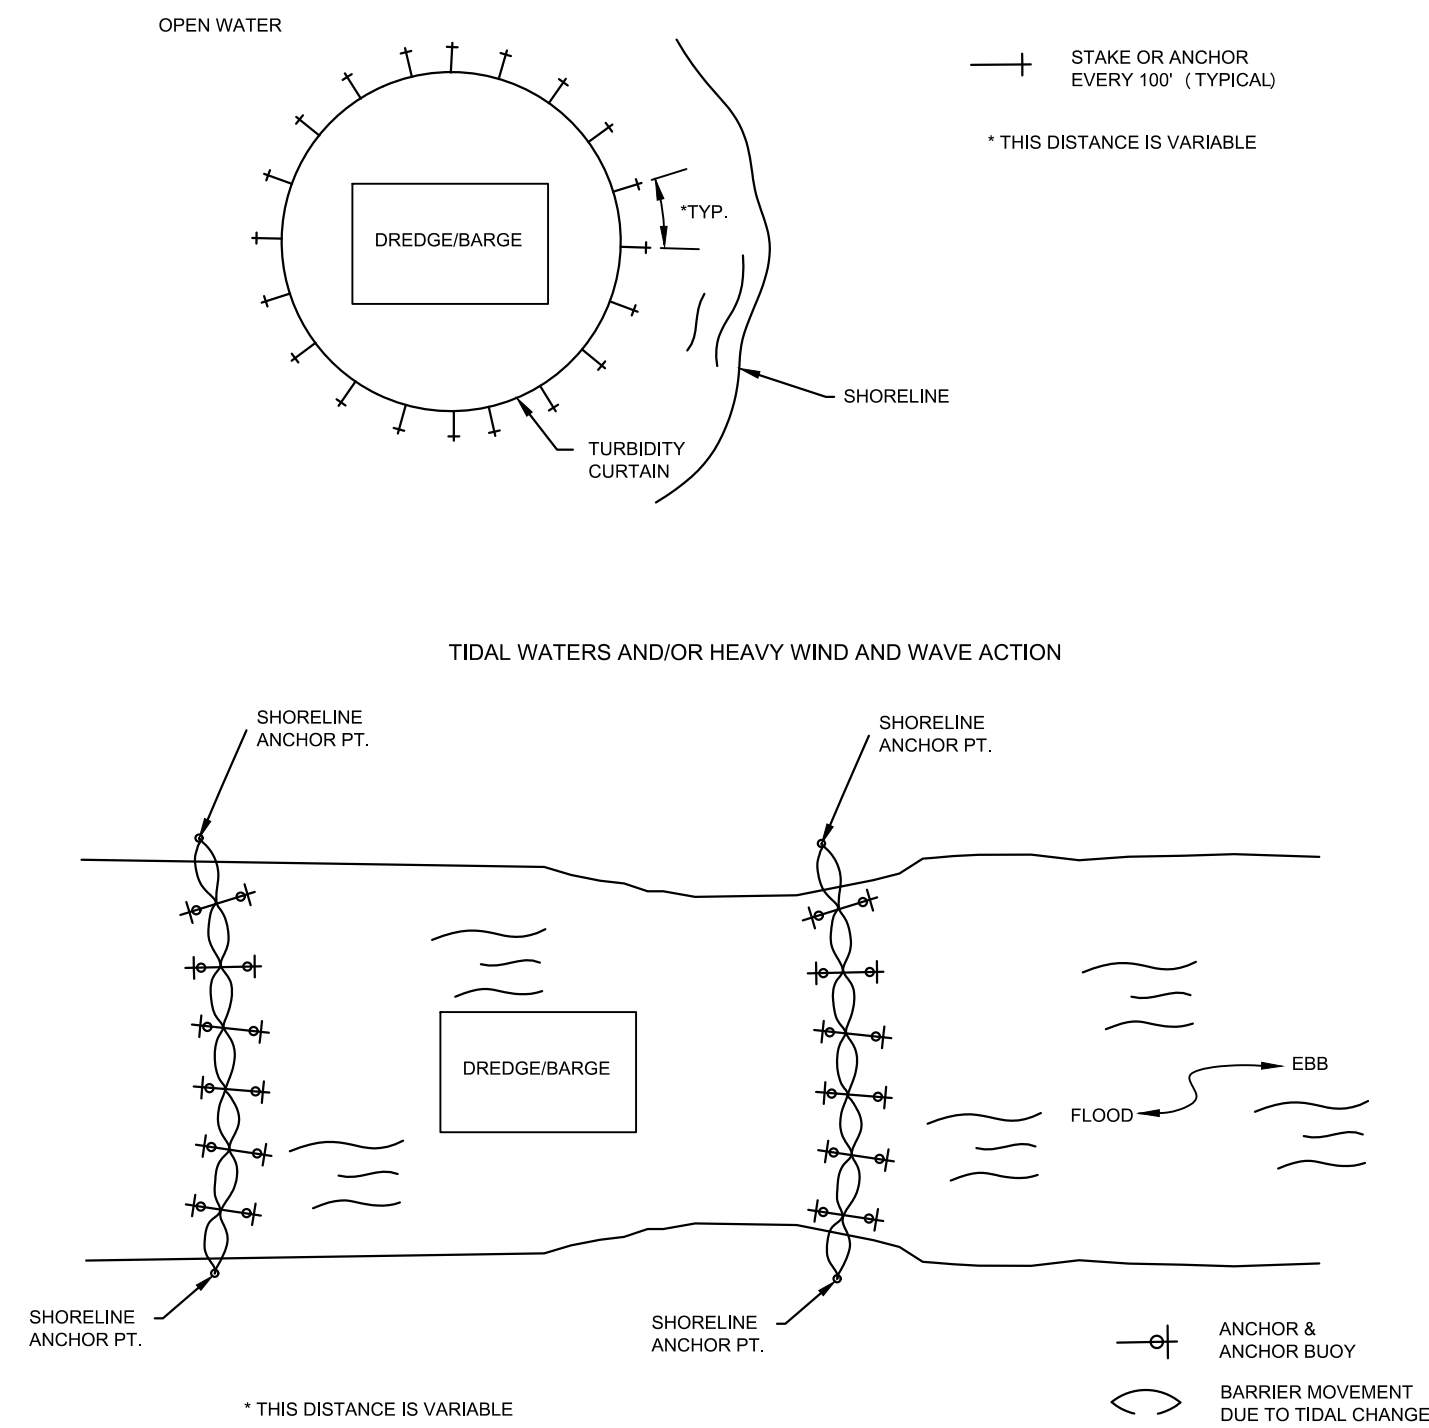 OPEN WATER
STAKE OR ANCHOR
EVERY 100' ( TYPICAL)
* THIS DISTANCE IS VARIABLE
*TYP.
DREDGE/BARGE
SHORELINE
TURBIDITY
CURTAIN
TIDAL WATERS AND/OR HEAVY WIND AND WAVE ACTION
SHORELINE
ANCHOR PT.
SHORELINE
ANCHOR PT.
DREDGE/BARGE
EBB
FLOOD
SHORELINE
ANCHOR PT.
SHORELINE
ANCHOR PT.
ANCHOR &
ANCHOR BUOY
BARRIER MOVEMENT
DUE TO TIDAL CHANGE
* THIS DISTANCE IS VARIABLE